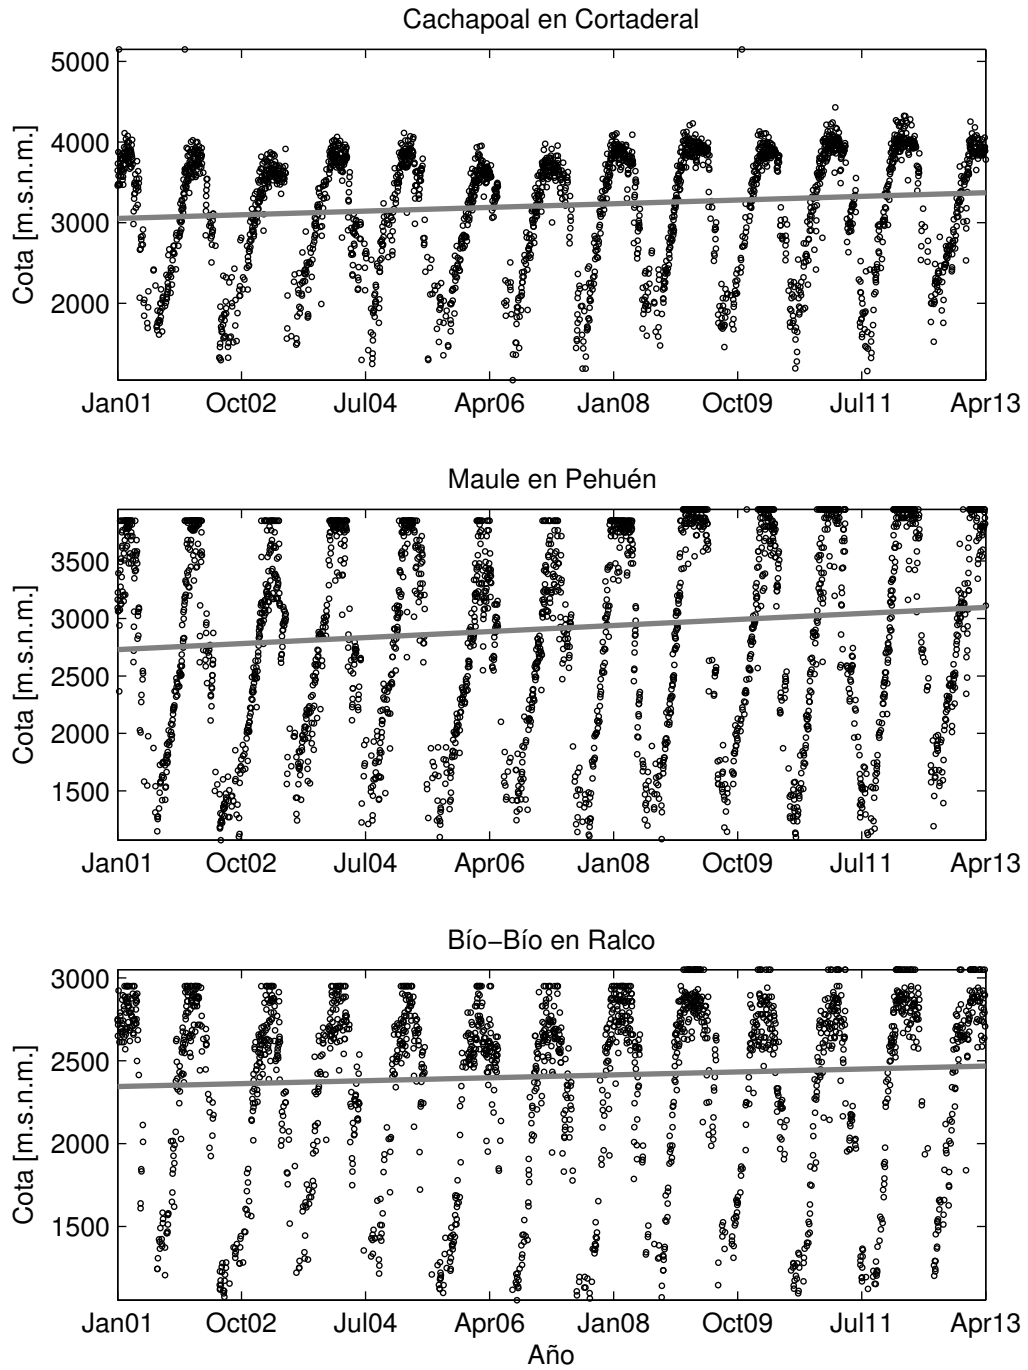 Cachapoal en Cortaderal
5000
4000
3000
2000
Cota [m.s.n.m.]
Jan01 Oct02 Jul04 Apr06 Jan08 Oct09 Jul11 Apr13
Maule en Pehuén
3500
3000
2500
2000
1500
Cota [m.s.n.m.]
Jan01 Oct02 Jul04 Apr06 Jan08 Oct09 Jul11 Apr13
Bío−Bío en Ralco
3000
2500
2000
1500
Cota [m.s.n.m.]
Jan01 Oct02 Jul04 Apr06 Jan08 Oct09 Jul11 Apr13
Año